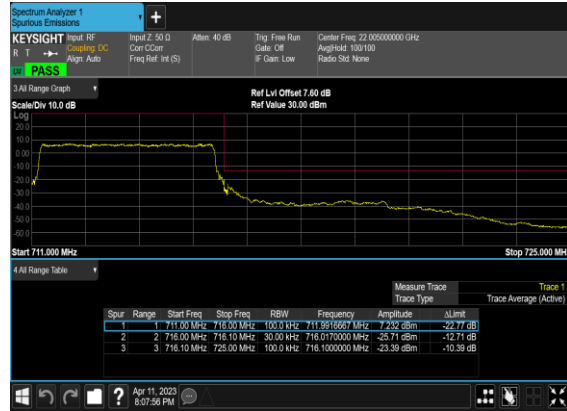 Spectrum Analyzer 1
Spurious Emissions
KEYSIGHT Input: RF Input Z: 50 Ω Atten: 40 dB Trig: Free Run Center Freq: 22.005000000 GHz
R T Coupling: DC Corr CCorr Gate: Off Avg|Hold: 100/100
Align: Auto Freq Ref: Int (S) IF Gain: Low Radio Std: None
PASS
3 All Range Graph
Ref Lvl Offset 7.60 dB
Scale/Div 10.0 dB Ref Value 30.00 dBm
Log
20.0
10.0
0.00
-10.0
-20.0
-30.0
-40.0
-50.0
-60.0
Start 711.000 MHz Stop 725.000 MH
4 All Range Table
Measure Trace Trace 1
Trace Type Trace Average (Active)
Spur Range Start Freq Stop Freq RBW Frequency Amplitude ΔLimit
1 1 711.00 MHz 716.00 MHz 100.0 kHz 711.9916667 MHz 7.232 dBm -22.77 dB
2 2 716.00 MHz 716.10 MHz 30.00 kHz 716.0170000 MHz -25.71 dBm -12.71 dB
3 3 716.10 MHz 725.00 MHz 100.0 kHz 716.1000000 MHz -23.39 dBm -10.39 dB
? Apr 11, 2023
8:07:56 PM